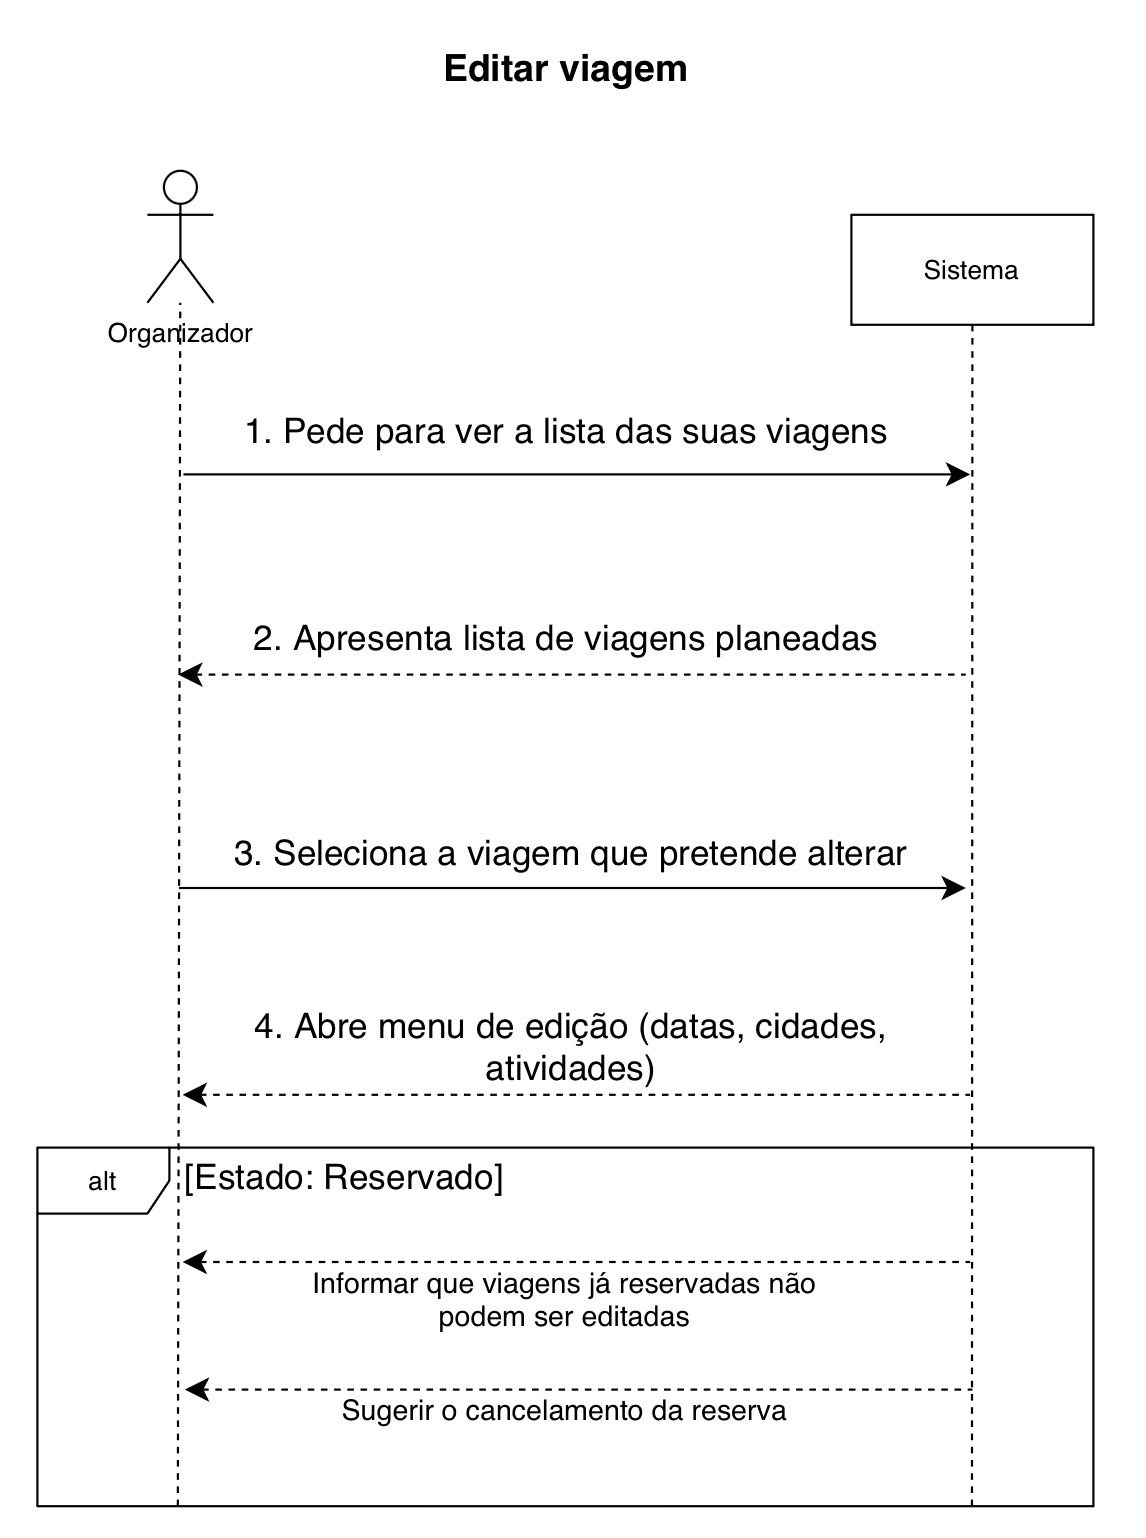 Editar viagem
Organizador
Sistema
1. Pede para ver a lista das suas viagens
2. Apresenta lista de viagens planeadas
3. Seleciona a viagem que pretende alterar
4. Abre menu de edição (datas, cidades,
atividades)
alt
[Estado: Reservado]
Informar que viagens já reservadas não
podem ser editadas
Sugerir o cancelamento da reserva